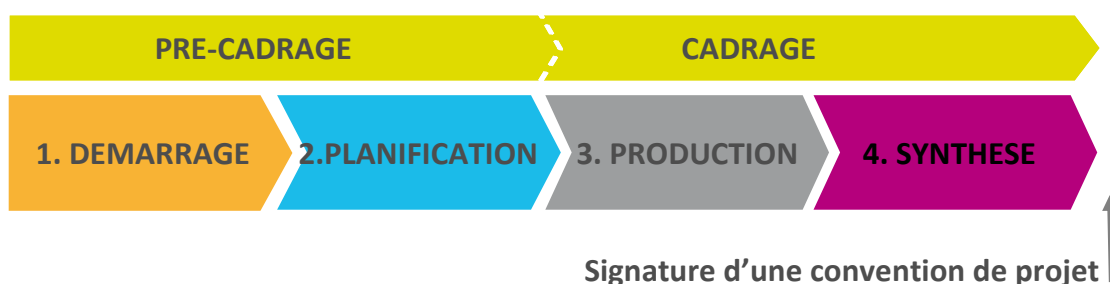 PRE-CADRAGE CADRAGE
1. DEMARRAGE 2.PLANIFICATION 3. PRODUCTION 4. SYNTHESE
Signature d’une convention de projet